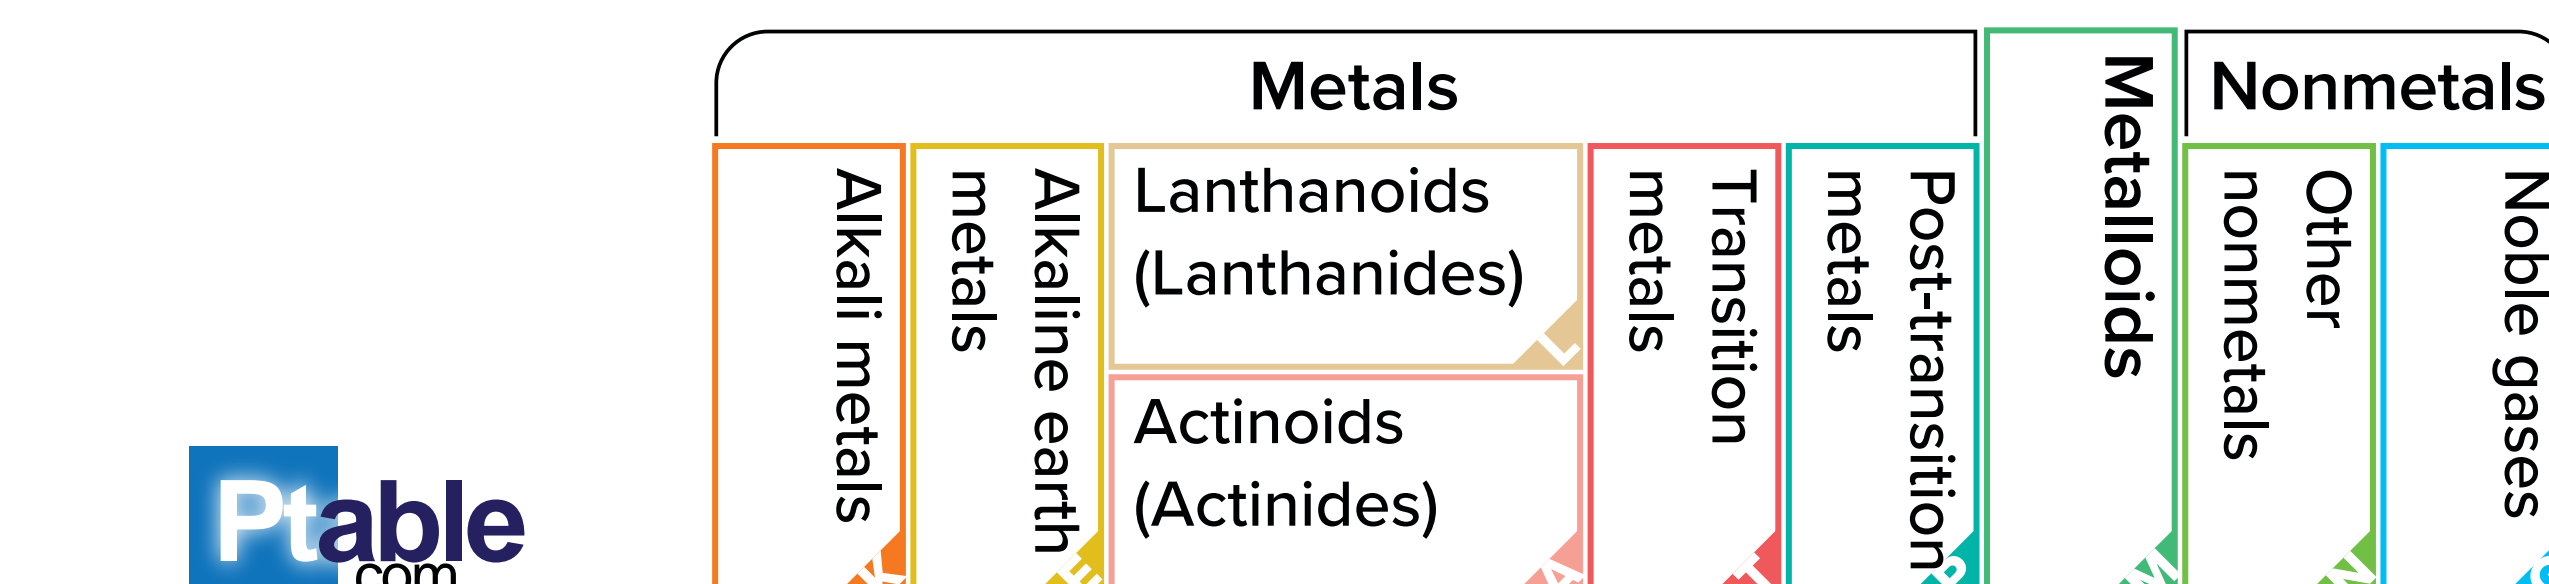 Metals
Nonmetals
Metalloids
Alkali metals
Alkaline earth
metals
Lanthanoids
(Lanthanides)
L
Actinoids
(Actinides)
Transition
metals
Post-transition
metals
Other
nonmetals
Noble gases
K
E
A
T
P
M
N
Ptable
com